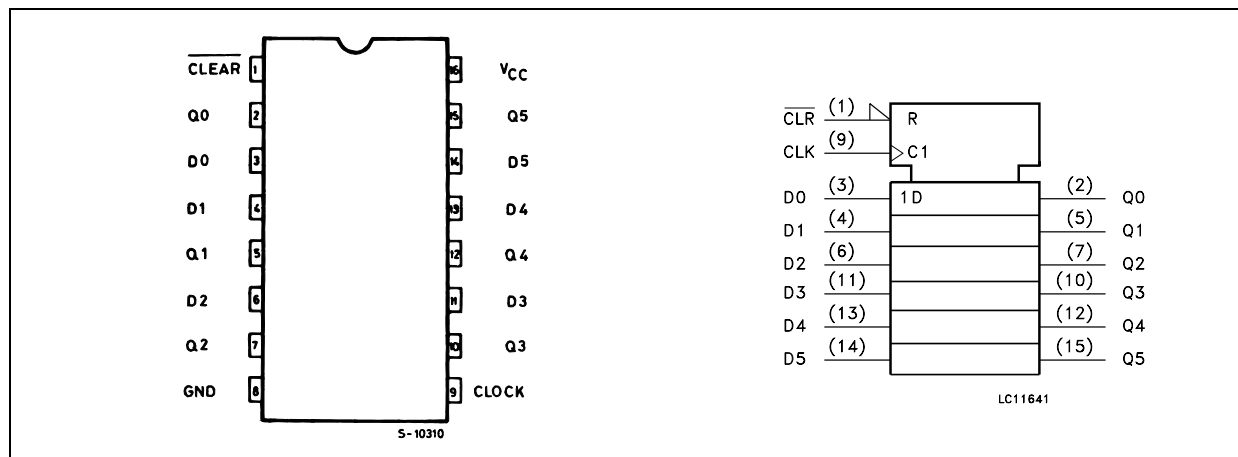 CLEAR 1 16 VCC
Q0 2 15 Q5
D0 3 14 D5
D1 4 13 D4
Q1 5 12 Q4
D2 6 11 D3
Q2 7 10 Q3
GND 8 9 CLOCK
S-10310
CLR (1) R
CLK (9) C1
D0 (3) 1D (2) Q0
D1 (4) (5) Q1
D2 (6) (7) Q2
D3 (11) (10) Q3
D4 (13) (12) Q4
D5 (14) (15) Q5
LC11641